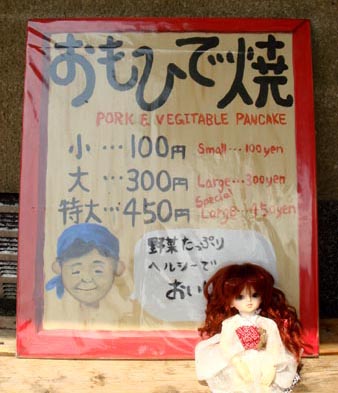 おもひで焼
PORK & VEGITABLE PANCAKE
小…100円 Small…100yen
大…300円 Large…300yen
特大…450円 Special Large…450yen
野菜たっぷり
ヘルシーで
おい